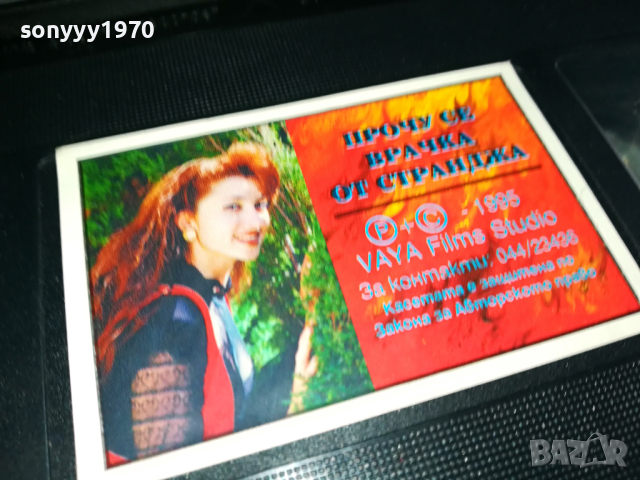 sonyyy1970
ПРОЧУ СЕ
ВРАЧКА
ОТ СТРАНДЖА
Ⓟ + © - 1995
VAYA Films Studio
За контакти: 044/22436
Касетата е защитена по
Закона за Авторското право
BAZAR